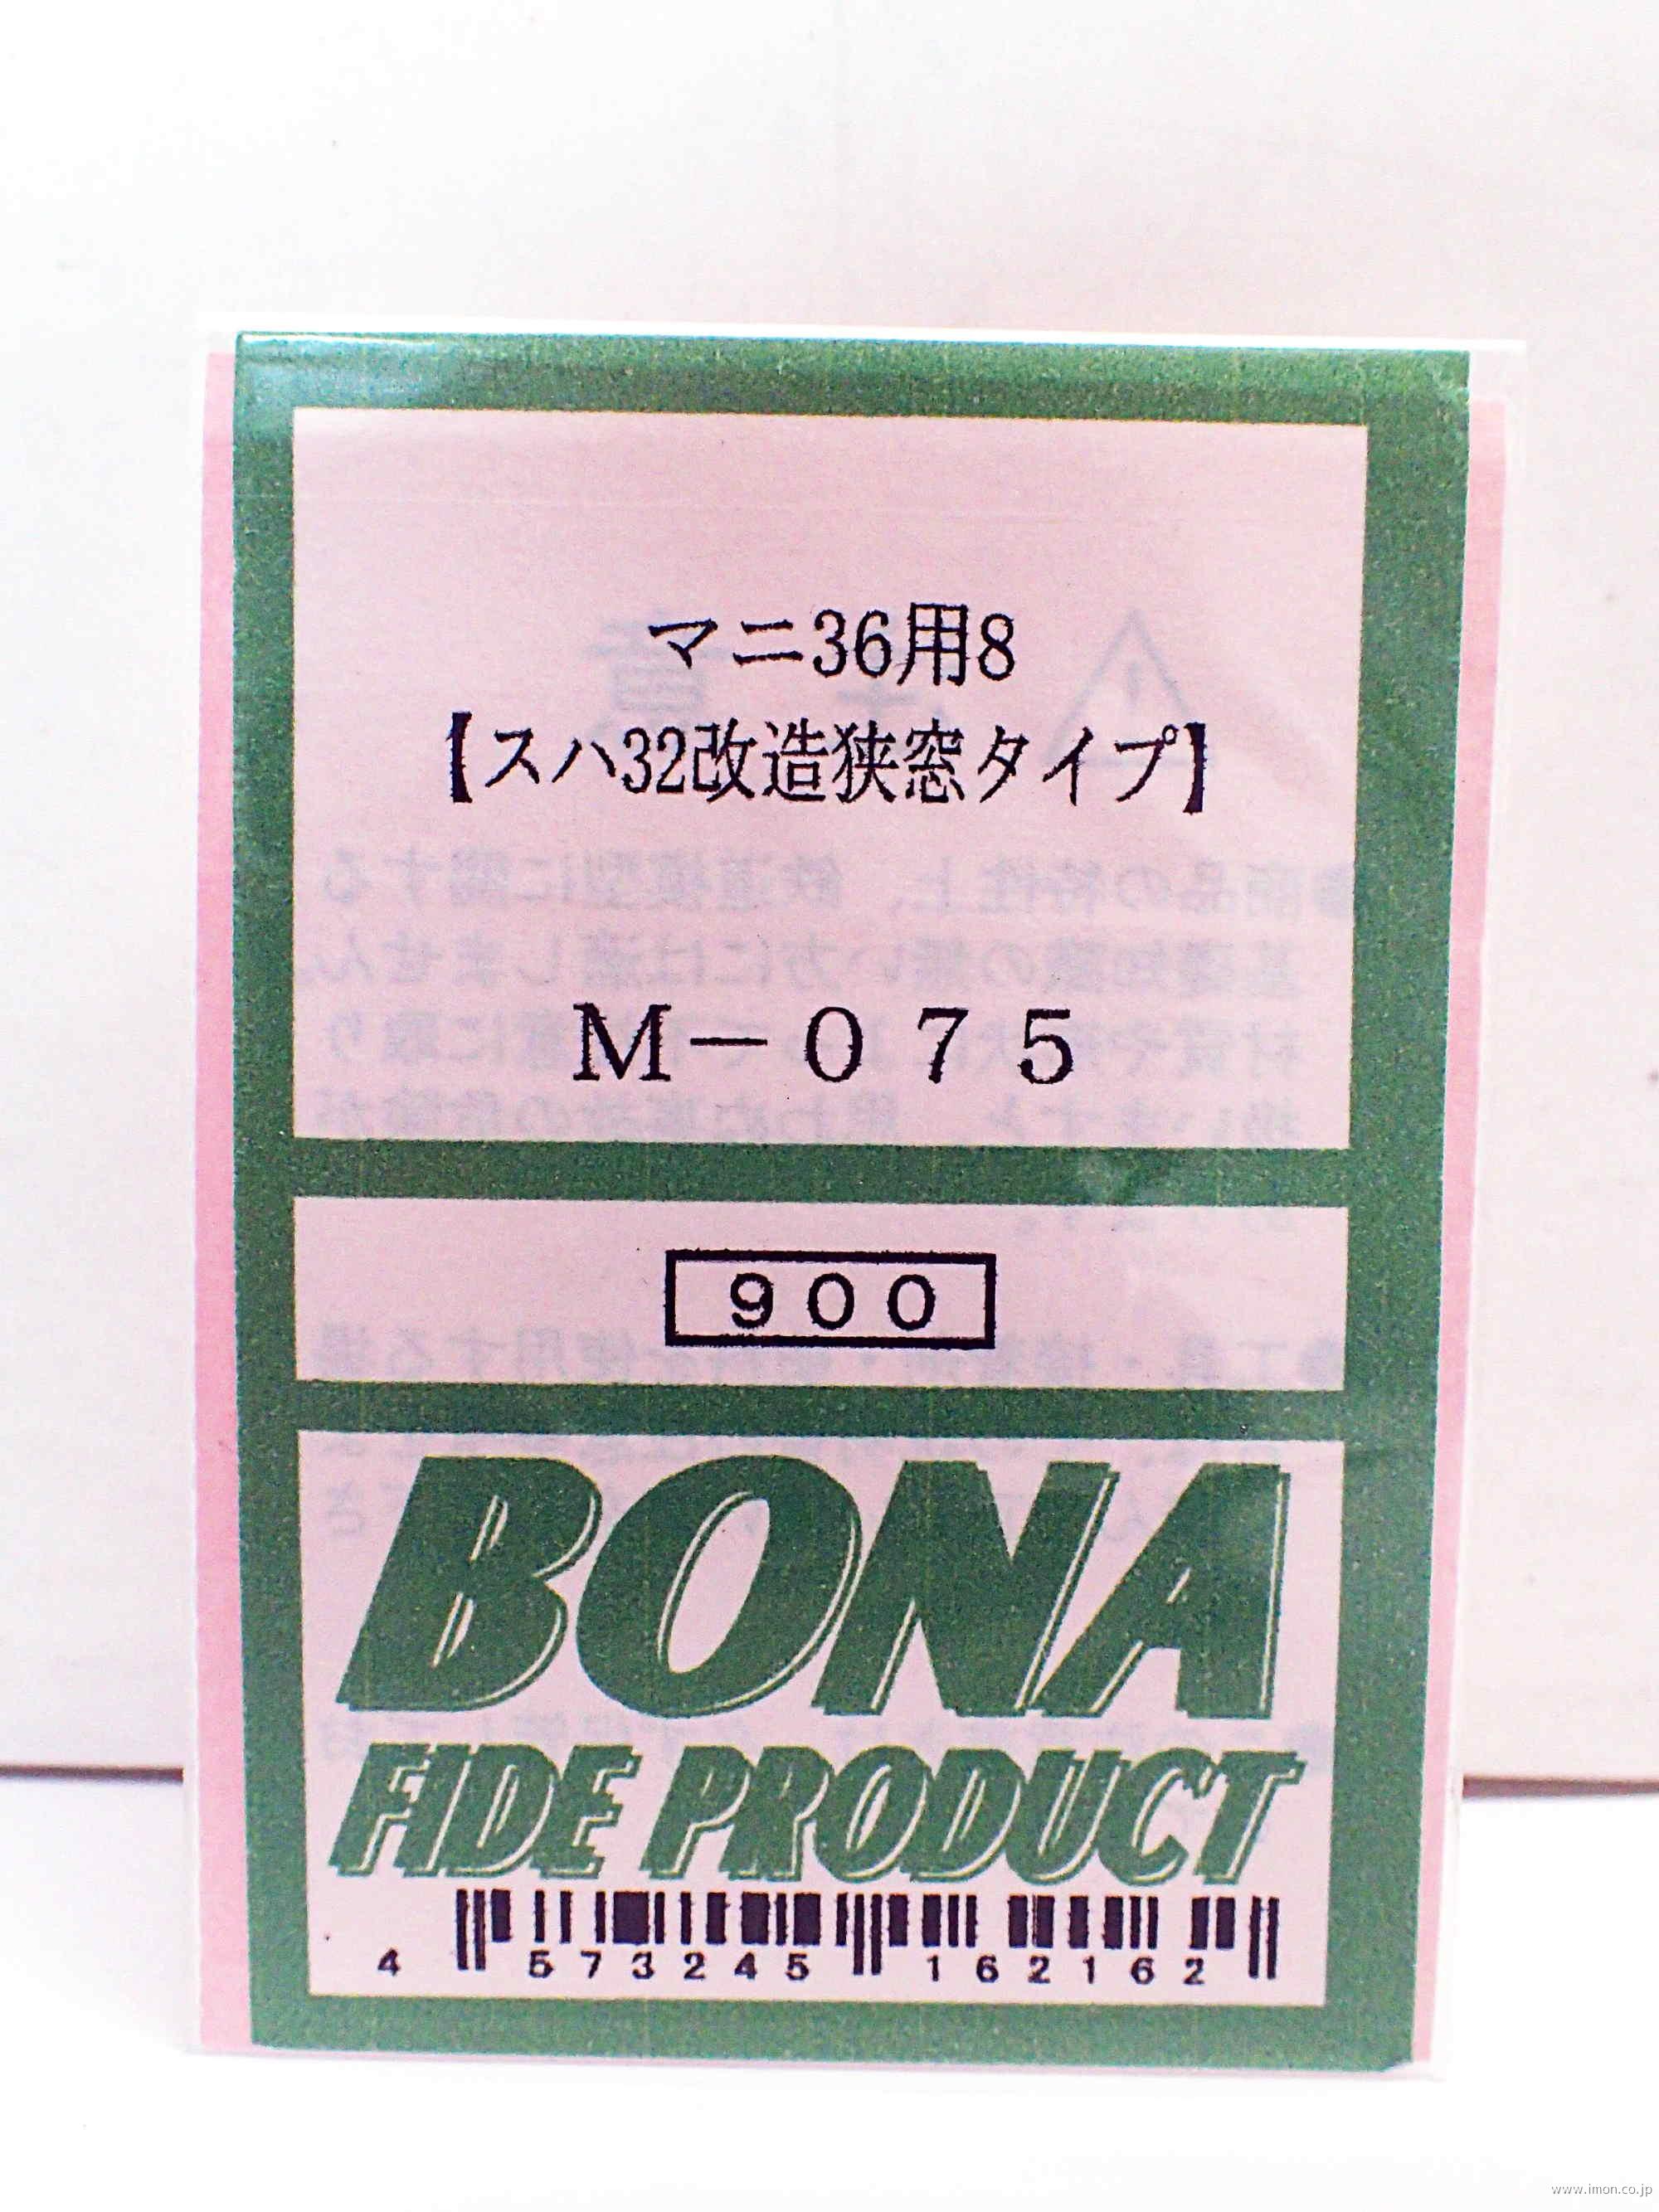 マニ36用8
【スハ32改造狭窓タイプ】
M－０７５
９００
BONA
FIDE PRODUCT
4 573245 162162
www.imon.co.jp